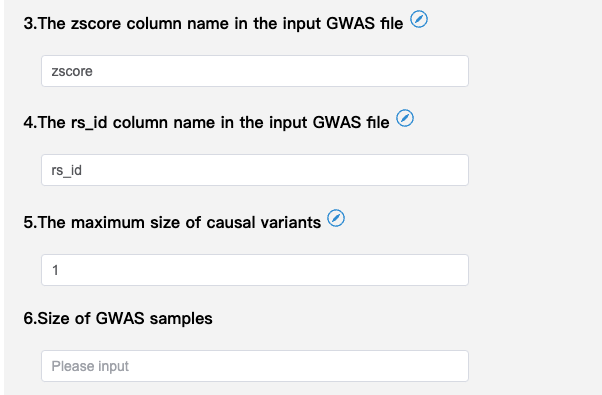 3.The zscore column name in the input GWAS file
zscore
4.The rs_id column name in the input GWAS file
rs_id
5.The maximum size of causal variants
1
6.Size of GWAS samples
Please input